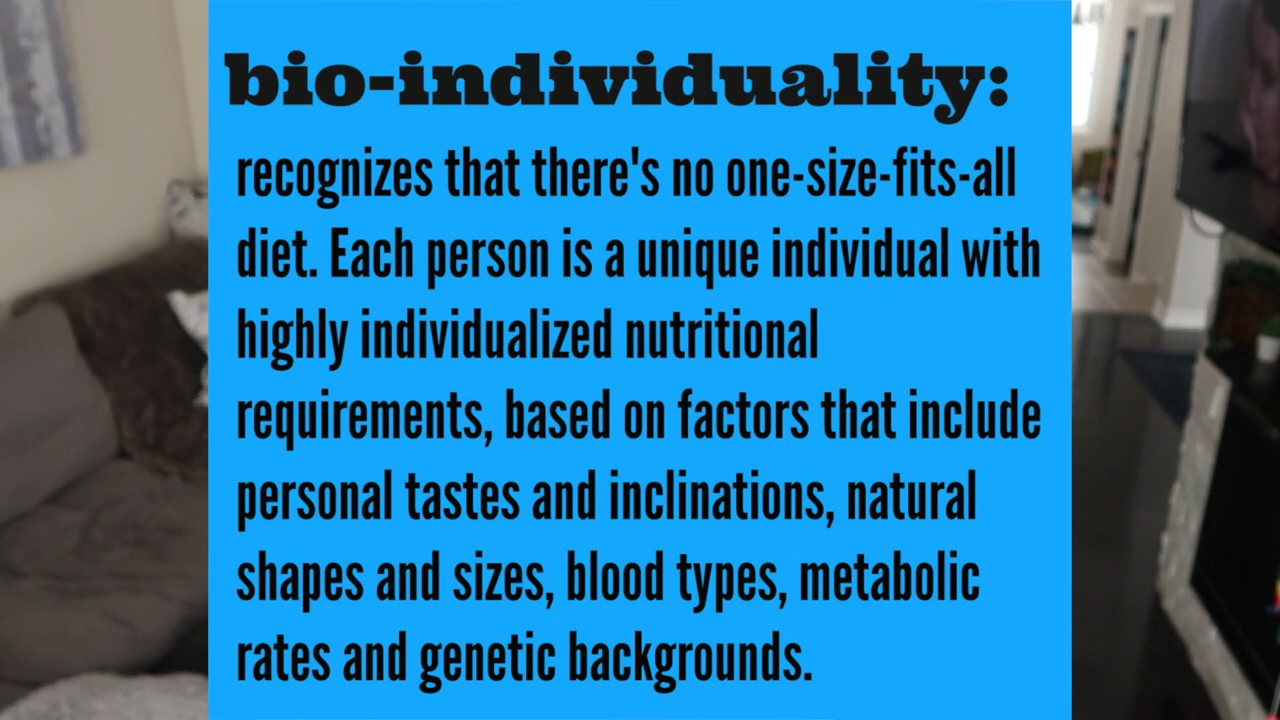 bio-individuality:
recognizes that there's no one-size-fits-all
diet. Each person is a unique individual with
highly individualized nutritional
requirements, based on factors that include
personal tastes and inclinations, natural
shapes and sizes, blood types, metabolic
rates and genetic backgrounds.